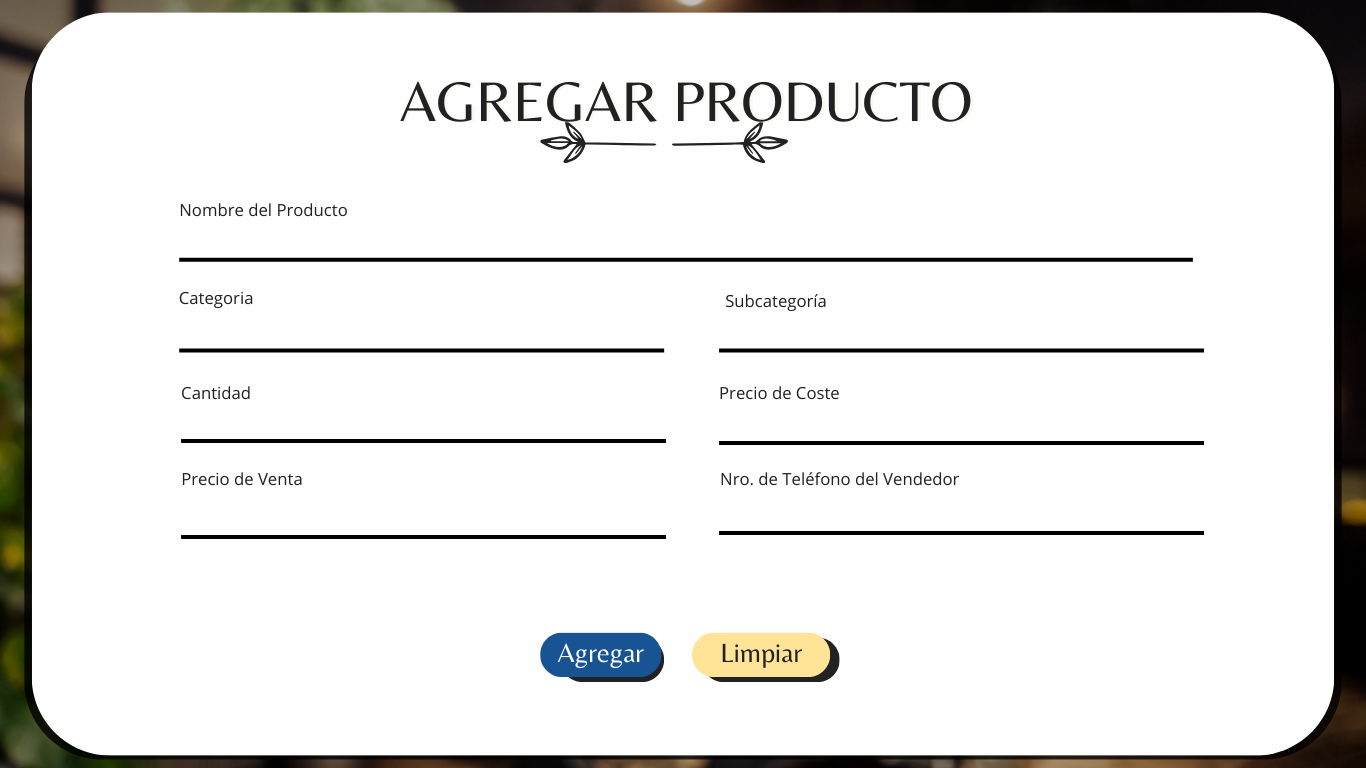 AGREGAR PRODUCTO
Nombre del Producto
Categoria
Subcategoría
Cantidad
Precio de Coste
Precio de Venta
Nro. de Teléfono del Vendedor
Agregar
Limpiar